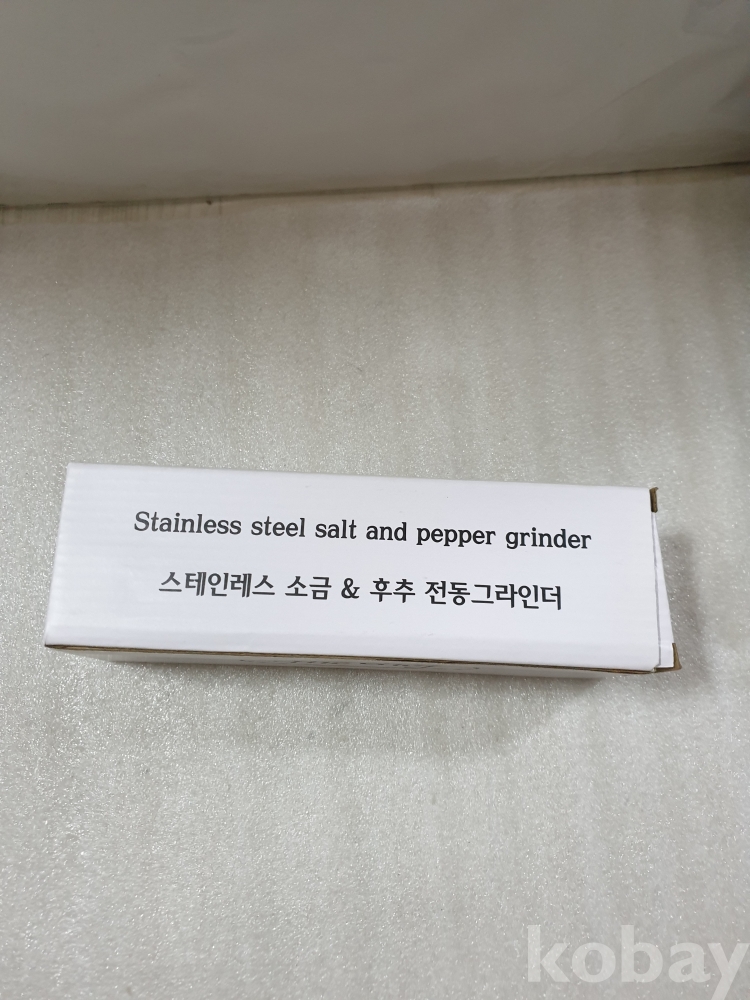 Stainless steel salt and pepper grinder
스테인레스 소금 & 후추 전동그라인더
kobay